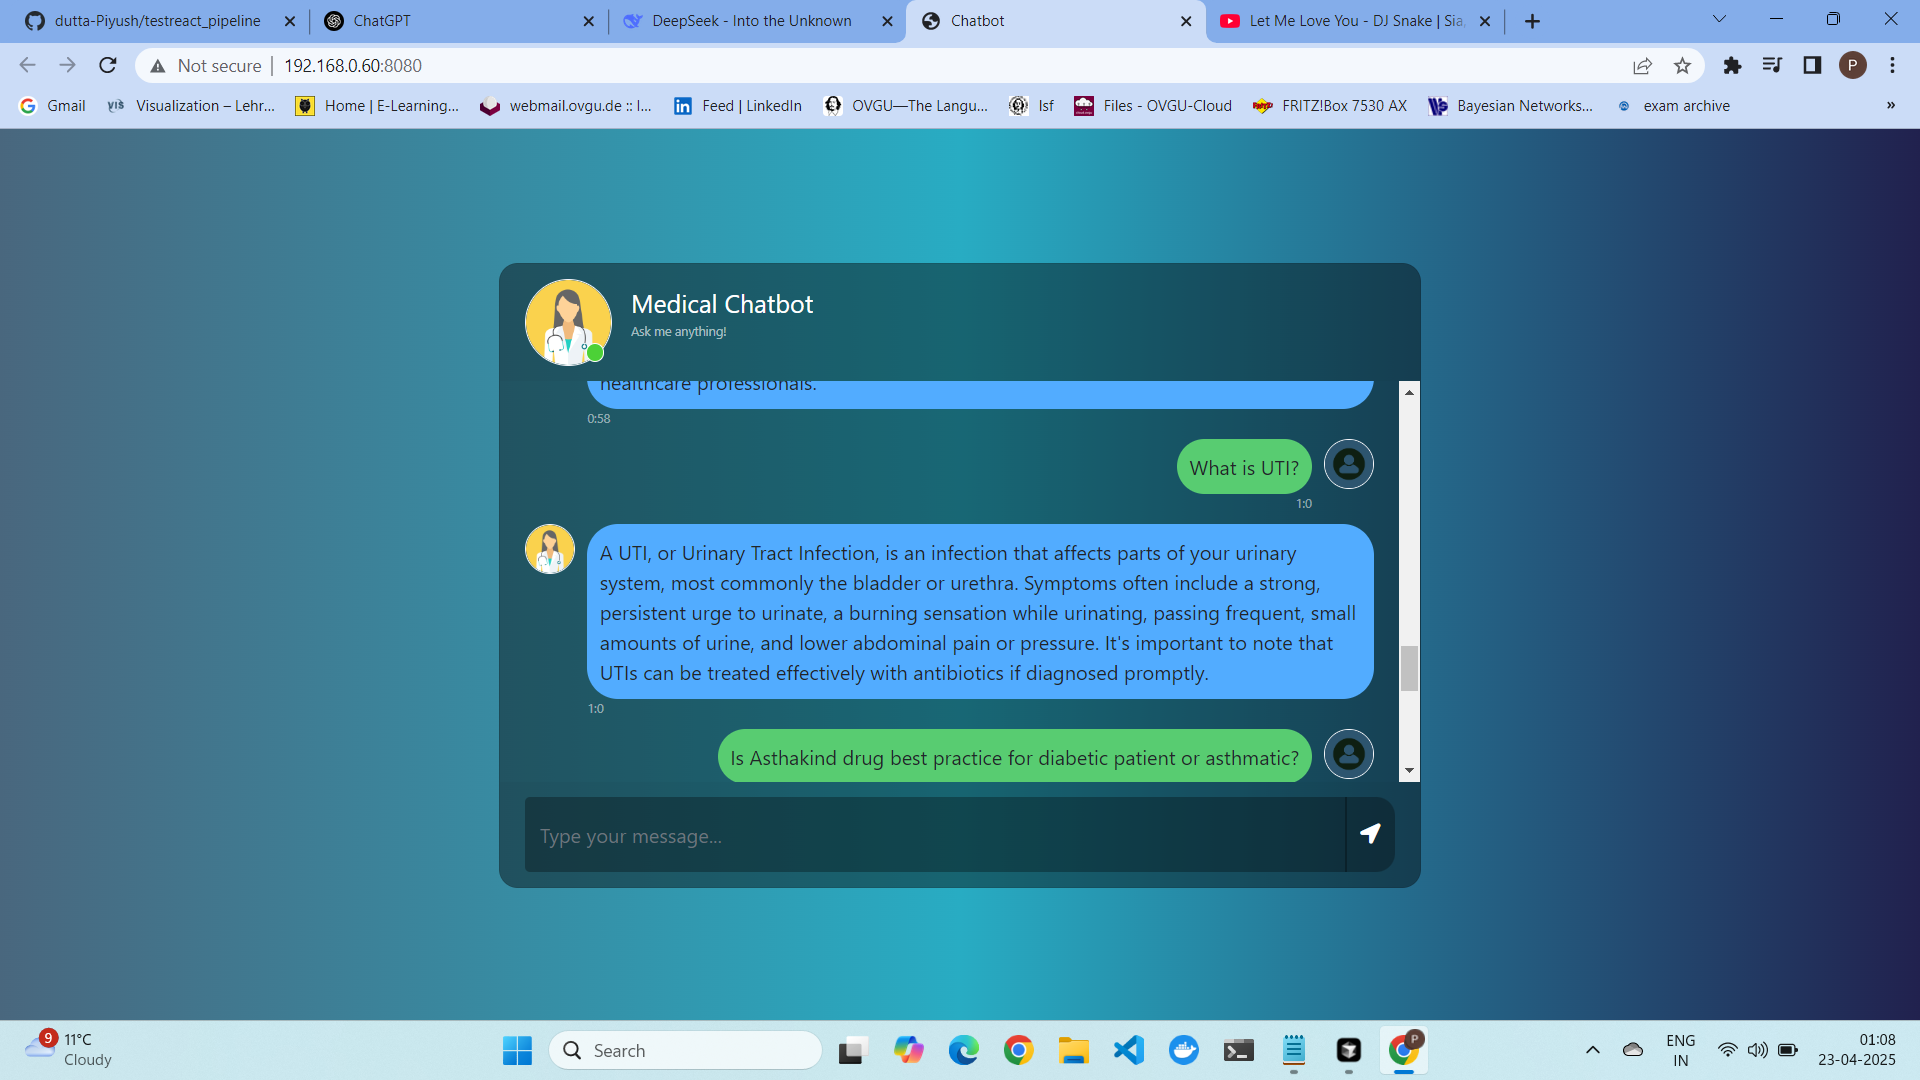 dutta-Piyush/testreact_pipeline
ChatGPT
DeepSeek - Into the Unknown
Chatbot
Let Me Love You - DJ Snake | Sia,
Not secure
192.168.0.60:8080
P
Gmail
Visualization – Lehr...
Home | E-Learning...
webmail.ovgu.de :: I...
Feed | LinkedIn
OVGU—The Langu...
lsf
Files - OVGU-Cloud
FRITZ!Box 7530 AX
Bayesian Networks...
exam archive
»
Medical Chatbot
Ask me anything!
healthcare professionals.
0:58
What is UTI?
1:0
A UTI, or Urinary Tract Infection, is an infection that affects parts of your urinary
system, most commonly the bladder or urethra. Symptoms often include a strong,
persistent urge to urinate, a burning sensation while urinating, passing frequent, small
amounts of urine, and lower abdominal pain or pressure. It's important to note that
UTIs can be treated effectively with antibiotics if diagnosed promptly.
1:0
Is Asthakind drug best practice for diabetic patient or asthmatic?
Type your message...
9
11°C
Cloudy
Search
P
ENG
IN
01:08
23-04-2025